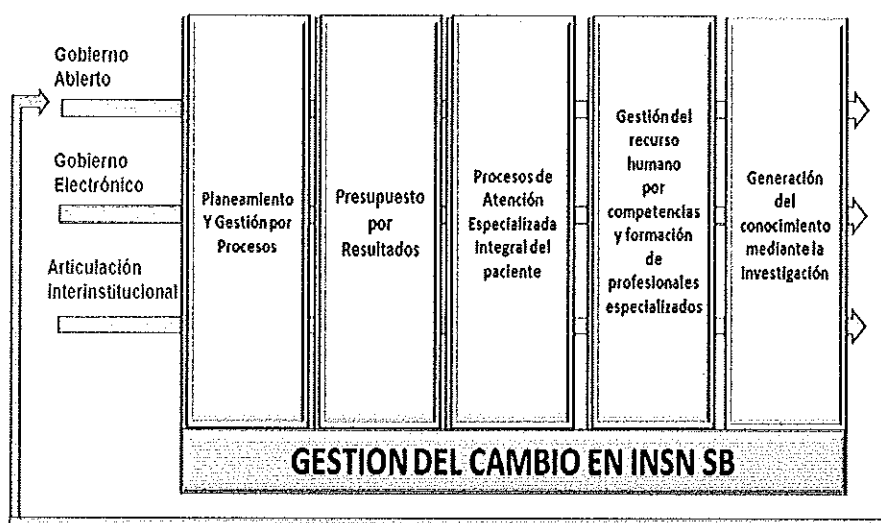 Gobierno
Abierto
Gobierno
Electrónico
Articulación
interinstitucional
Planeamiento
Y Gestión por
Procesos
Presupuesto
por
Resultados
Procesos de
Atención
Especializada
Integral del
paciente
Gestión del
recurso
humano
por
competencias
y formación
de
profesionales
especializados
Generación
del
conocimiento
mediante la
Investigación
GESTION DEL CAMBIO EN INSN SB